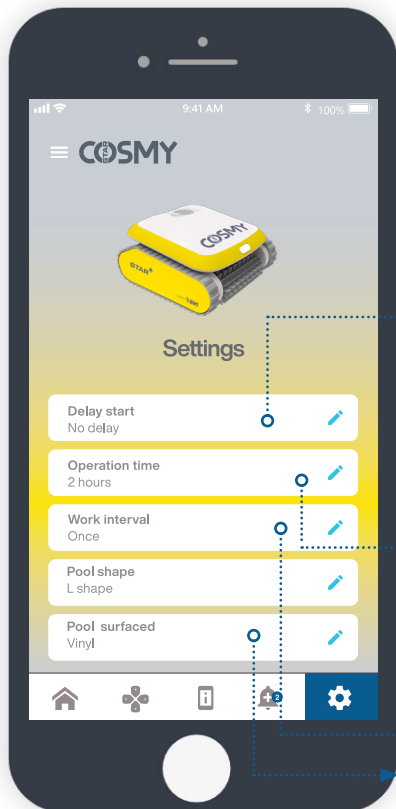 9:41 AM
100%
COSMY
COSMY
STAR
Settings
Delay start
No delay
Operation time
2 hours
Work interval
Once
Pool shape
L shape
Pool surfaced
Vinyl
2